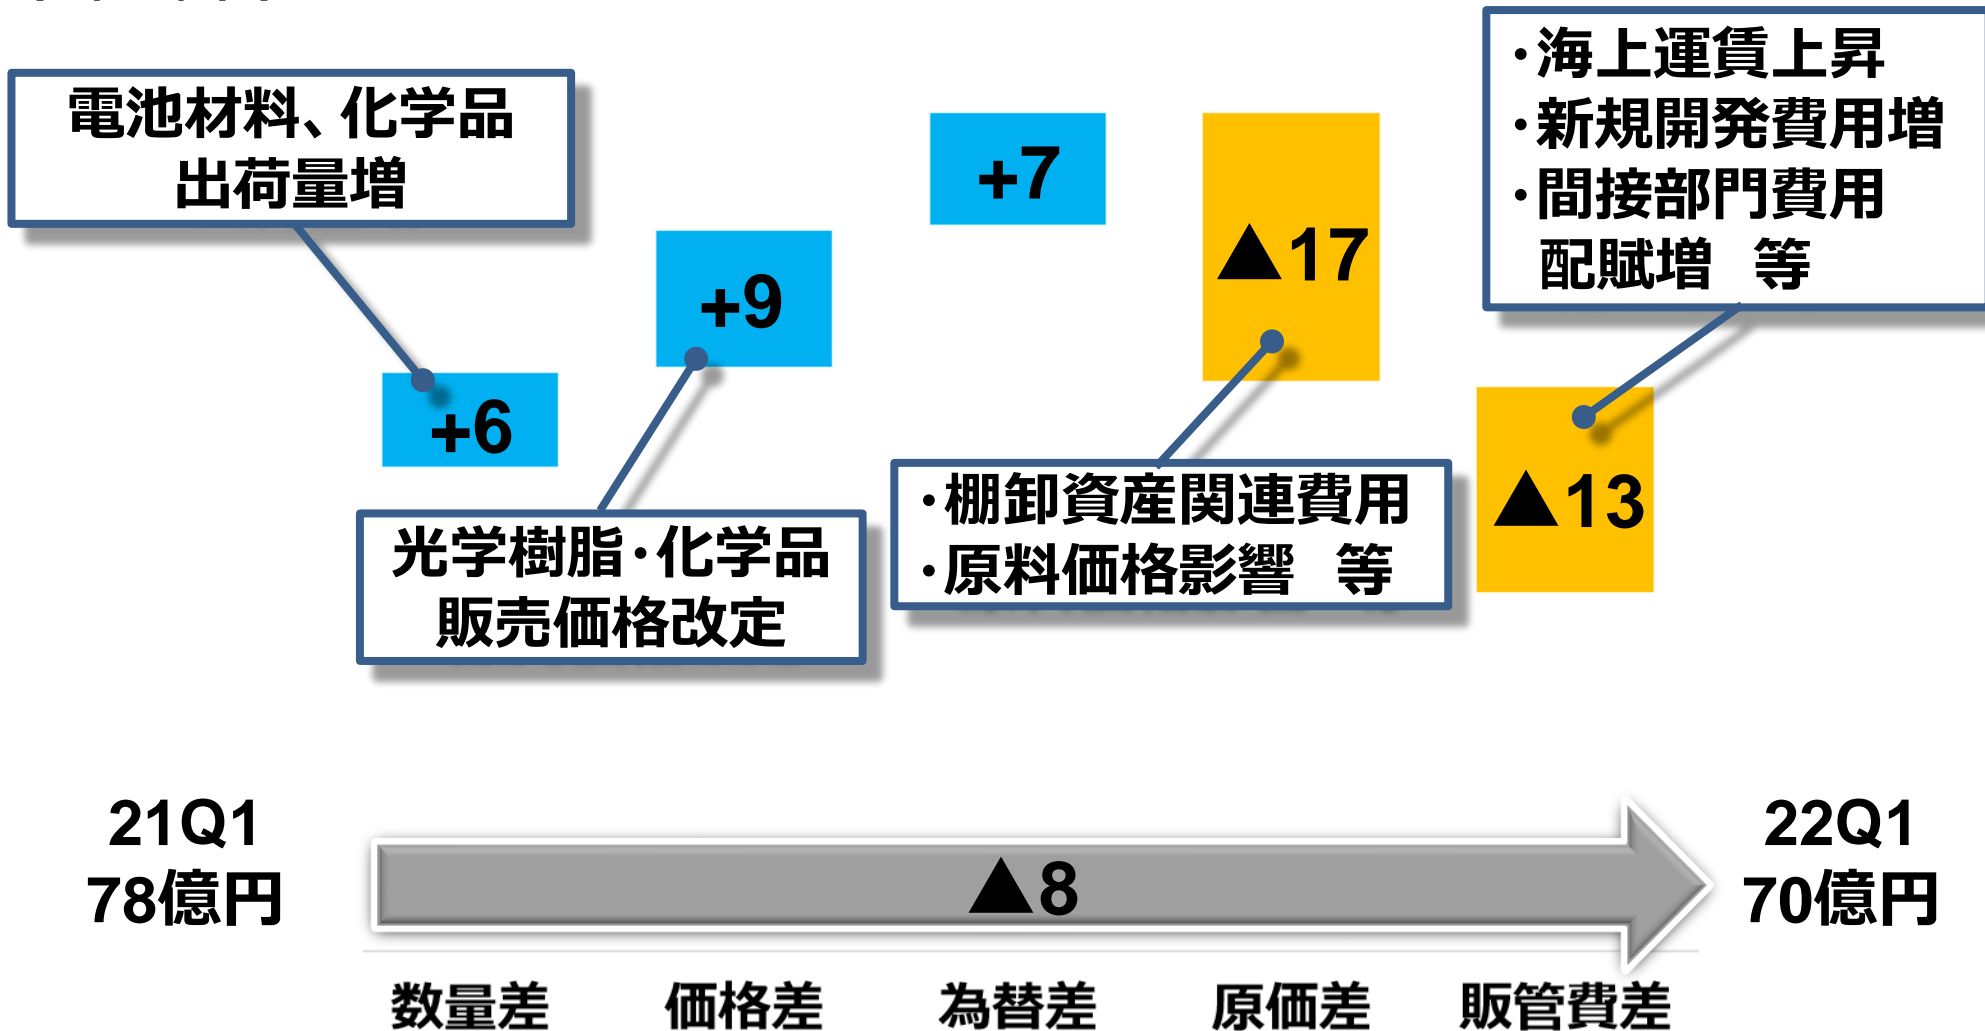 電池材料、化学品
出荷量増
+6
+9
光学樹脂・化学品
販売価格改定
+7
▲17
・棚卸資産関連費用
・原料価格影響 等
・海上運賃上昇
・新規開発費用増
・間接部門費用
配賦増 等
▲13
21Q1
78億円
▲8
22Q1
70億円
数量差 価格差 為替差 原価差 販管費差